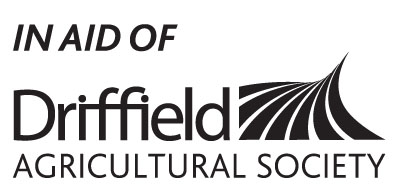 IN AID OF
Driffield
AGRICULTURAL SOCIETY